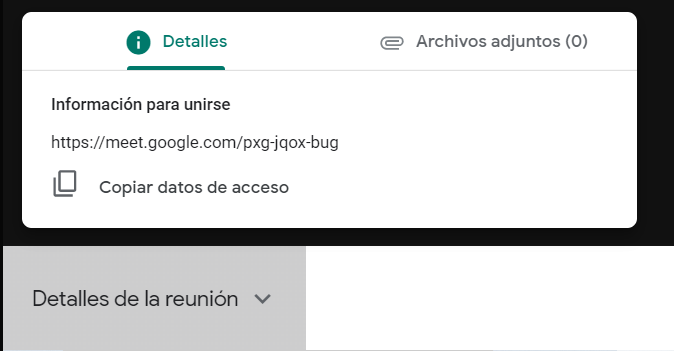 Detalles
Archivos adjuntos (0)
Información para unirse
https://meet.google.com/pxg-jqox-bug
Copiar datos de acceso
Detalles de la reunión